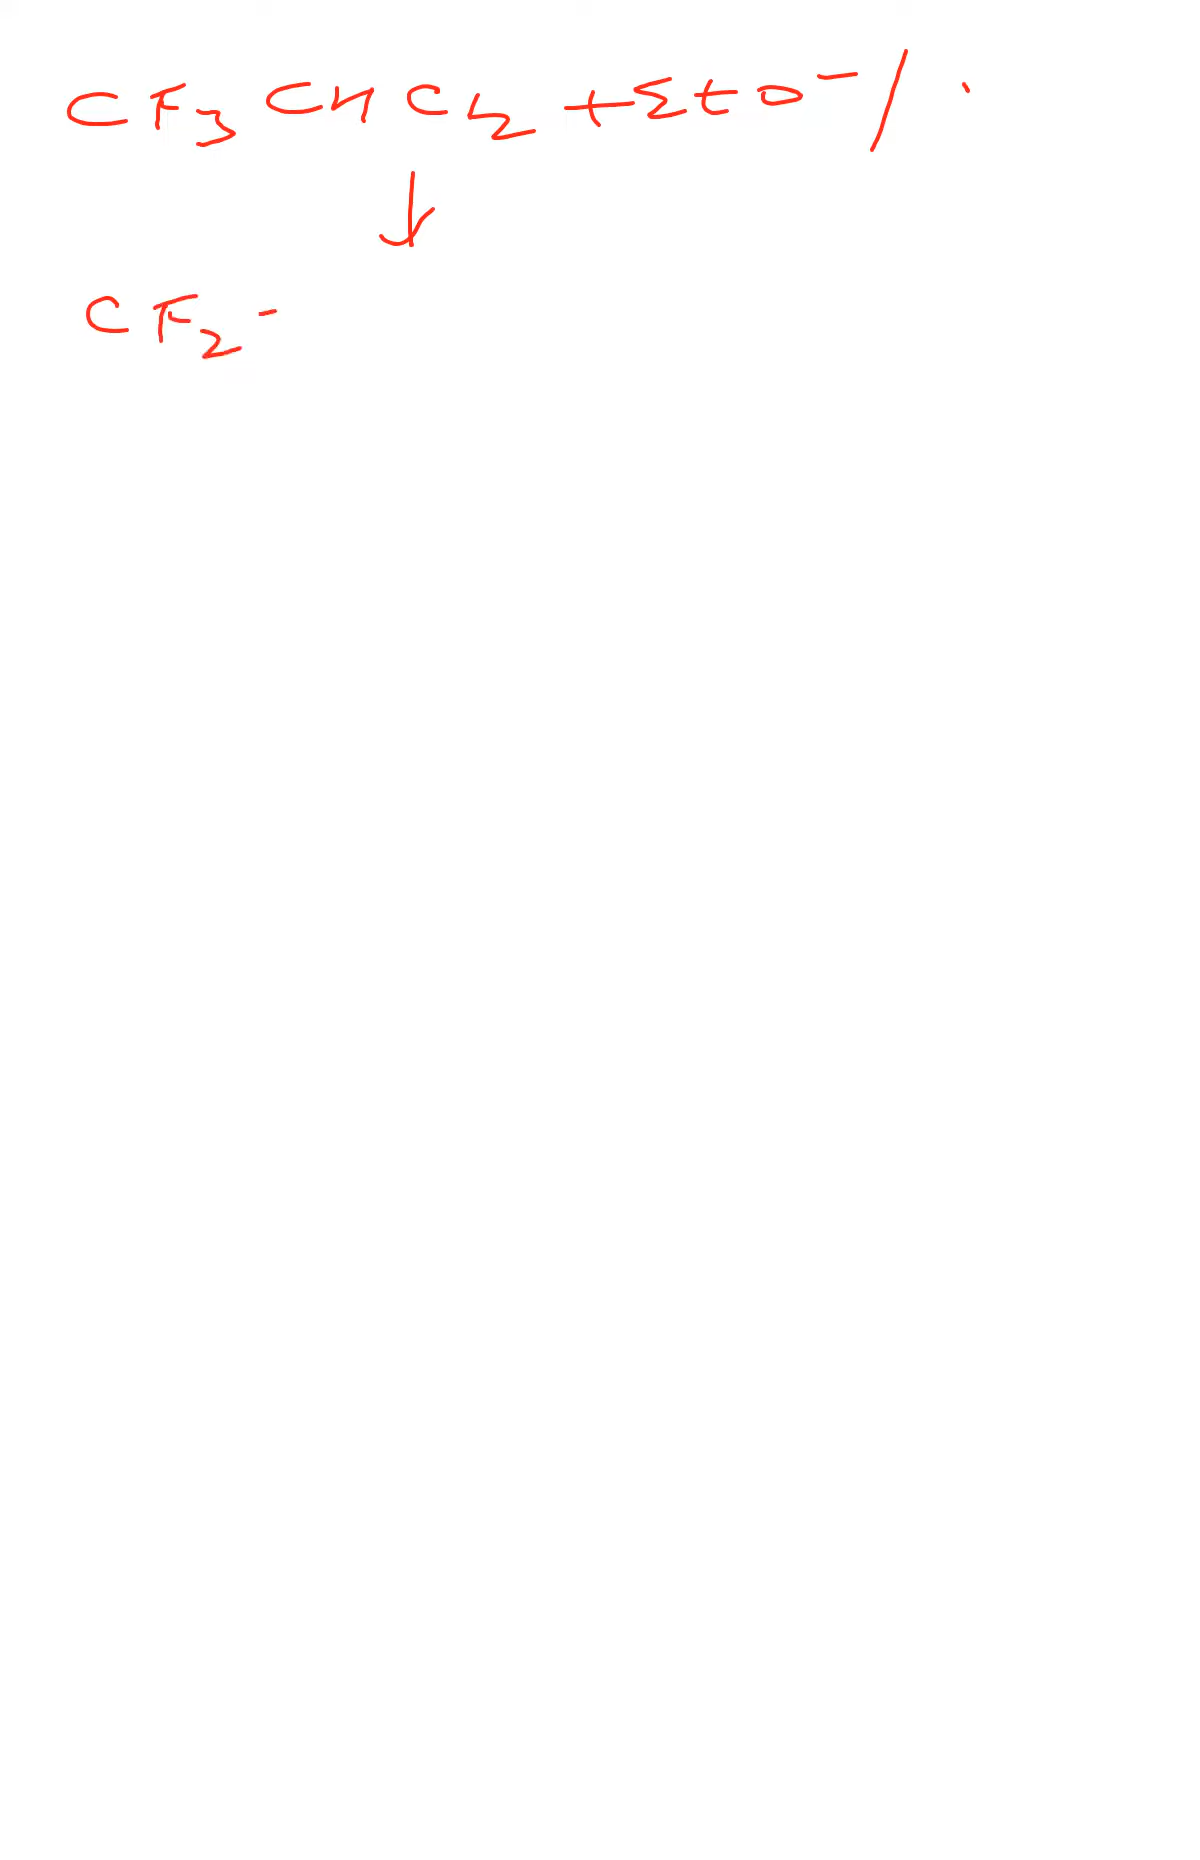 CF₃CHCl₂ + EtO⁻/
↓
CF₂-